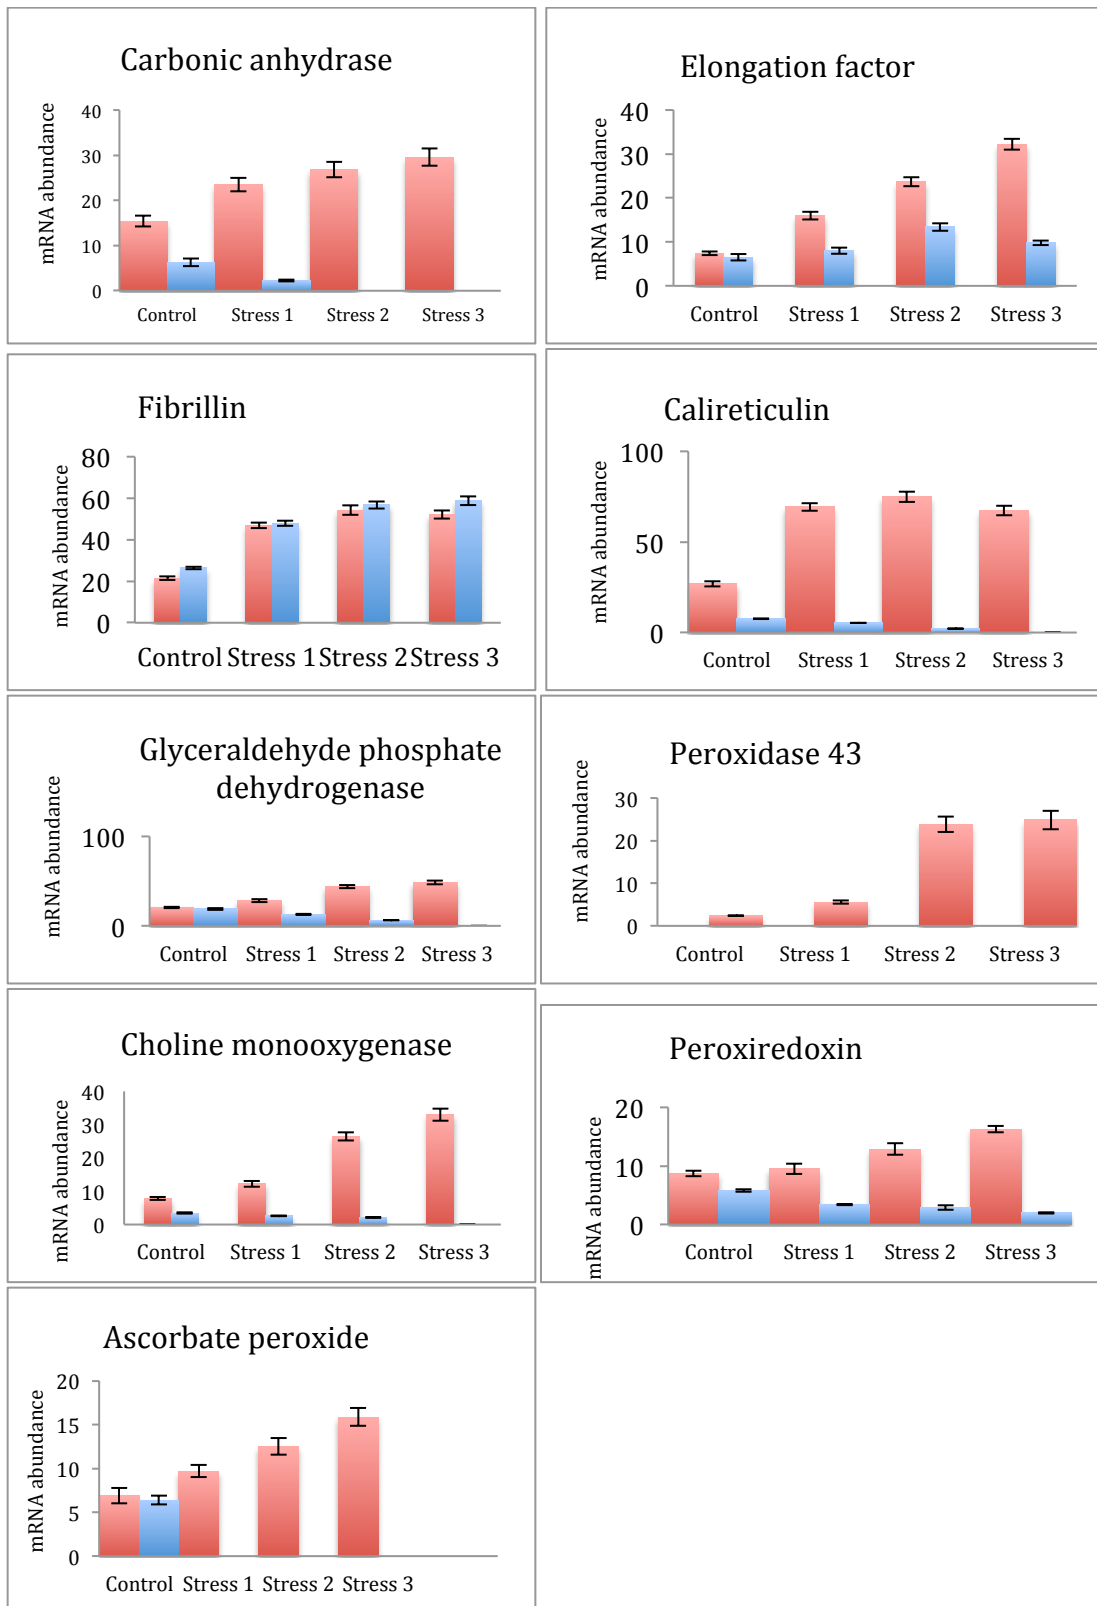 Carbonic anhydrase
mRNA abundance
40
30
20
10
0
Control Stress 1 Stress 2 Stress 3
Elongation factor
mRNA abundance
40
30
20
10
0
Control Stress 1 Stress 2 Stress 3
Fibrillin
mRNA abundance
80
60
40
20
0
Control Stress 1 Stress 2 Stress 3
Calireticulin
mRNA abundance
100
50
0
Control Stress 1 Stress 2 Stress 3
Glyceraldehyde phosphate
dehydrogenase
mRNA abundance
100
0
Control Stress 1 Stress 2 Stress 3
Peroxidase 43
mRNA abundance
30
20
10
0
Control Stress 1 Stress 2 Stress 3
Choline monooxygenase
mRNA abundance
40
30
20
10
0
Control Stress 1 Stress 2 Stress 3
Peroxiredoxin
mRNA abundance
20
10
0
Control Stress 1 Stress 2 Stress 3
Ascorbate peroxide
mRNA abundance
20
15
10
5
0
Control Stress 1 Stress 2 Stress 3